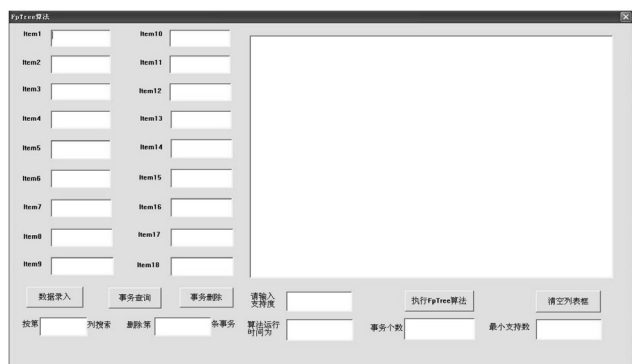 FpTree算法
Item1 Item10
Item2 Item11
Item3 Item12
Item4 Item13
Item5 Item14
Item6 Item15
Item7 Item16
Item8 Item17
Item9 Item18
数据录入 事务查询 事务删除 请输入支持度 执行FpTree算法 清空列表框
按第 列搜索 删除第 条事务 算法运行时间为 事务个数 最小支持数